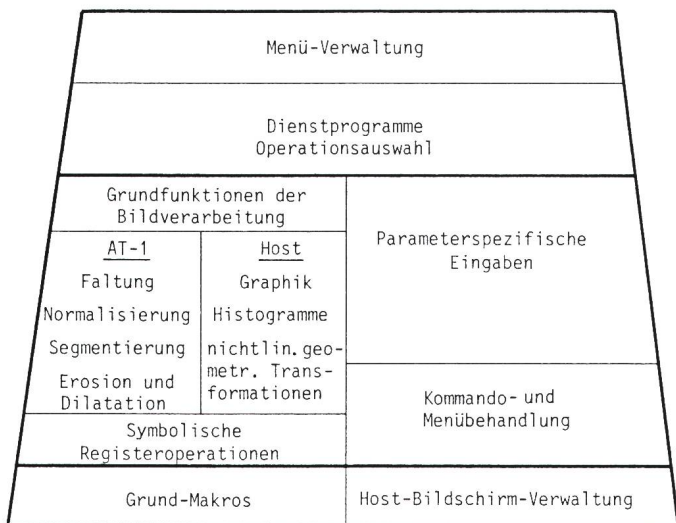 Menü-Verwaltung
Dienstprogramme
Operationsauswahl
Grundfunktionen der
Bildverarbeitung
AT-1
Faltung
Normalisierung
Segmentierung
Erosion und
Dilatation
Host
Graphik
Histogramme
nichtlin.geo-
metr. Trans-
formationen
Symbolische
Registeroperationen
Parameterspezifische
Eingaben
Kommando- und
Menübehandlung
Grund-Makros
Host-Bildschirm-Verwaltung